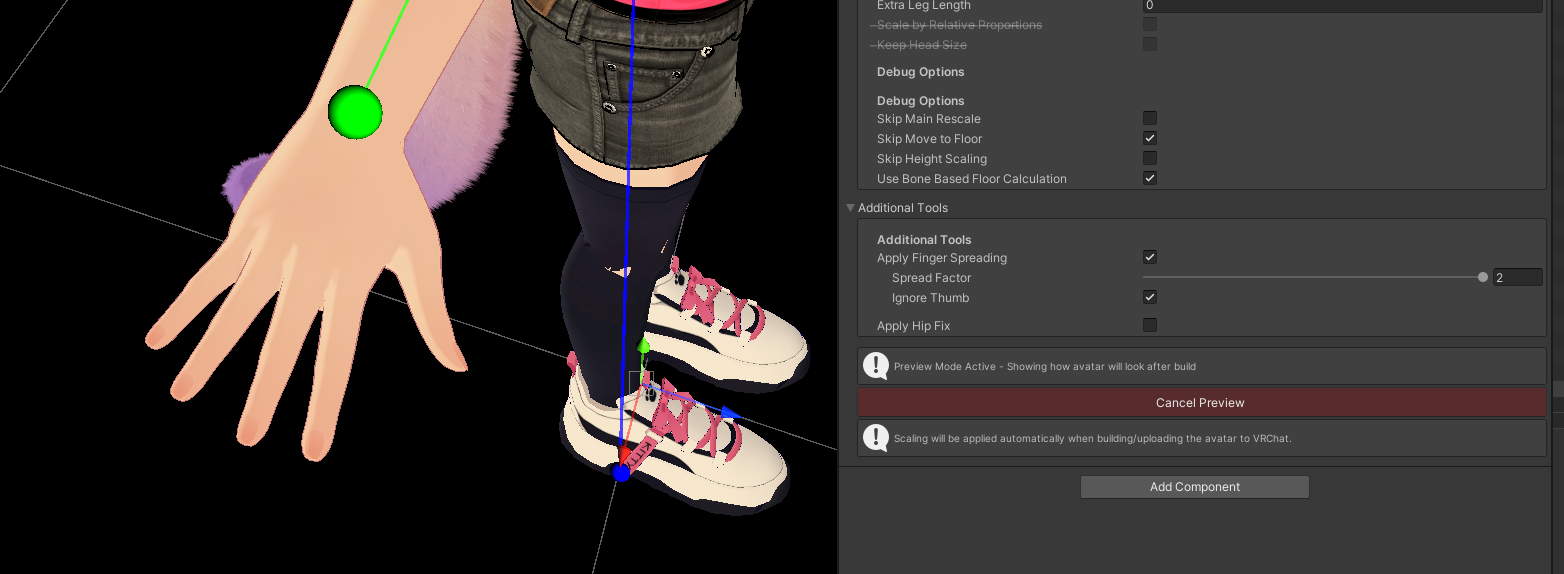 Extra Leg Length 0
Scale by Relative Proportions
Keep Head Size
Debug Options
Debug Options
Skip Main Rescale
Skip Move to Floor
Skip Height Scaling
Use Bone Based Floor Calculation
Additional Tools
Additional Tools
Apply Finger Spreading
Spread Factor 2
Ignore Thumb
Apply Hip Fix
Preview Mode Active - Showing how avatar will look after build
Cancel Preview
Scaling will be applied automatically when building/uploading the avatar to VRChat.
Add Component
KITTY